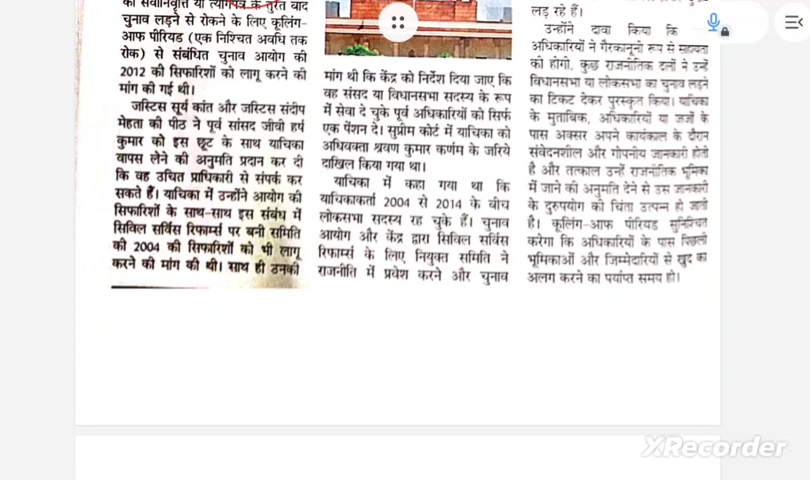 की सेवानिवृत्ति या त्यागपत्र के तुरंत बाद
चुनाव लड़ने से रोकने के लिए कूलिंग-
आफ पीरियड (एक निश्चित अवधि तक
रोक) से संबंधित चुनाव आयोग की
2012 की सिफारिशों को लागू करने की
मांग की गई थी।
जस्टिस सूर्य कांत और जस्टिस संदीप
मेहता की पीठ ने पूर्व सांसद जीवी हर्ष
कुमार को इस छूट के साथ याचिका
वापस लेने की अनुमति प्रदान कर दी
कि वह उचित प्राधिकारी से संपर्क कर
सकते हैं। याचिका में उन्होंने आयोग की
सिफारिशों के साथ-साथ इस संबंध में
सिविल सर्विस रिफार्म्स पर बनी समिति
की 2004 की सिफारिशों को भी लागू
करने की मांग की थी। साथ ही उनकी
मांग थी कि केंद्र को निर्देश दिया जाए कि
वह संसद या विधानसभा सदस्य के रूप
में सेवा दे चुके पूर्व अधिकारियों को सिर्फ
एक पेंशन दे। सुप्रीम कोर्ट में याचिका को
अधिवक्ता श्रवण कुमार कर्णम के जरिये
दाखिल किया गया था।
याचिका में कहा गया था कि
याचिकाकर्ता 2004 से 2014 के बीच
लोकसभा सदस्य रह चुके हैं। चुनाव
आयोग और केंद्र द्वारा सिविल सर्विस
रिफार्म्स के लिए नियुक्त समिति ने
राजनीति में प्रवेश करने और चुनाव
लड़ रहे हैं।
उन्होंने दावा किया कि
अधिकारियों ने गैरकानूनी रूप से सहायता
की होगी, कुछ राजनीतिक दलों ने उन्हें
विधानसभा या लोकसभा का चुनाव लड़ने
का टिकट देकर पुरस्कृत किया। याचिका
के मुताबिक, अधिकारियों या जजों के
पास अक्सर अपने कार्यकाल के दौरान
संवेदनशील और गोपनीय जानकारी होती
है और तत्काल उन्हें राजनीतिक भूमिका
में जाने की अनुमति देने से उस जानकारी
के दुरुपयोग की चिंता उत्पन्न हो जाती
है। कूलिंग-आफ पीरियड सुनिश्चित
करेगा कि अधिकारियों के पास पिछली
भूमिकाओं और जिम्मेदारियों से खुद को
अलग करने का पर्याप्त समय हो।
XRecorder